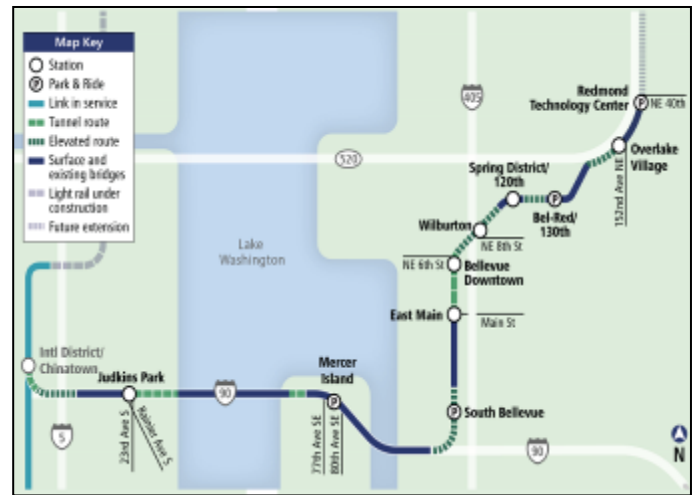 Map Key
Station
P Park & Ride
Link in service
Tunnel route
Elevated route
Surface and
existing bridges
Light rail under
construction
Future extension
405
Redmond
Technology Center
P
NE 40th
520
Overlake
Village
152nd Ave NE
Spring District/
120th
P
Bel-Red/
130th
Wilburton
NE 8th St
Lake
Washington
NE 6th St
Bellevue
Downtown
East Main
Main St
Intl District/
Chinatown
Judkins Park
90
Mercer
Island
P
P
South Bellevue
5
23rd Ave S
Rainier Ave S
77th Ave SE
80th Ave SE
90
N